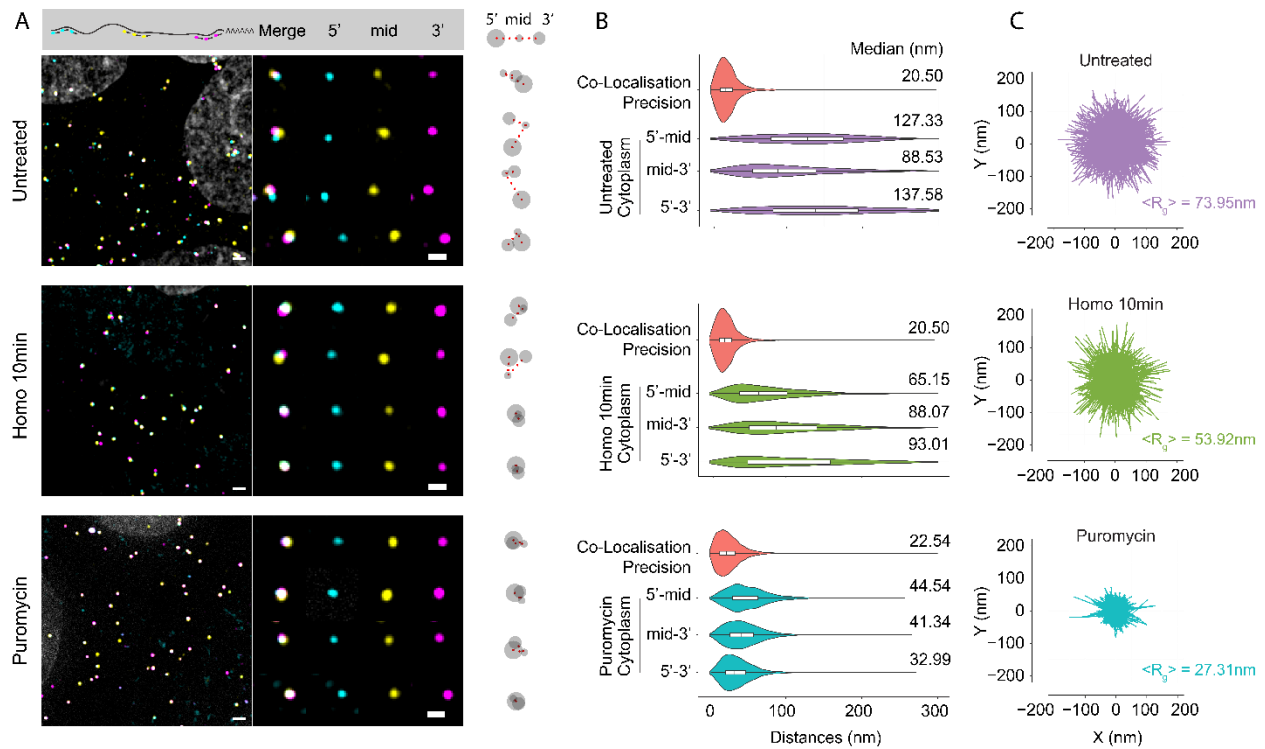 A
B
C
AAAAAA
Merge
5’
mid
3’
5’ mid 3’
Untreated
Homo 10min
Puromycin
Median (nm)
Co-Localisation
Precision
20.50
Untreated
Cytoplasm
5’-mid
127.33
mid-3’
88.53
5’-3’
137.58
Co-Localisation
Precision
20.50
Homo 10min
Cytoplasm
5’-mid
65.15
mid-3’
88.07
5’-3’
93.01
Co-Localisation
Precision
22.54
Puromycin
Cytoplasm
5’-mid
44.54
mid-3’
41.34
5’-3’
32.99
0 100 200 300
Distances (nm)
Untreated
Y (nm)
200
100
0
−100
−200
<Rg> = 73.95nm
−200 −100 0 100 200
Homo 10min
Y (nm)
200
100
0
−100
−200
<Rg> = 53.92nm
−200 −100 0 100 200
Puromycin
Y (nm)
200
100
0
−100
−200
<Rg> = 27.31nm
−200 −100 0 100 200
X (nm)